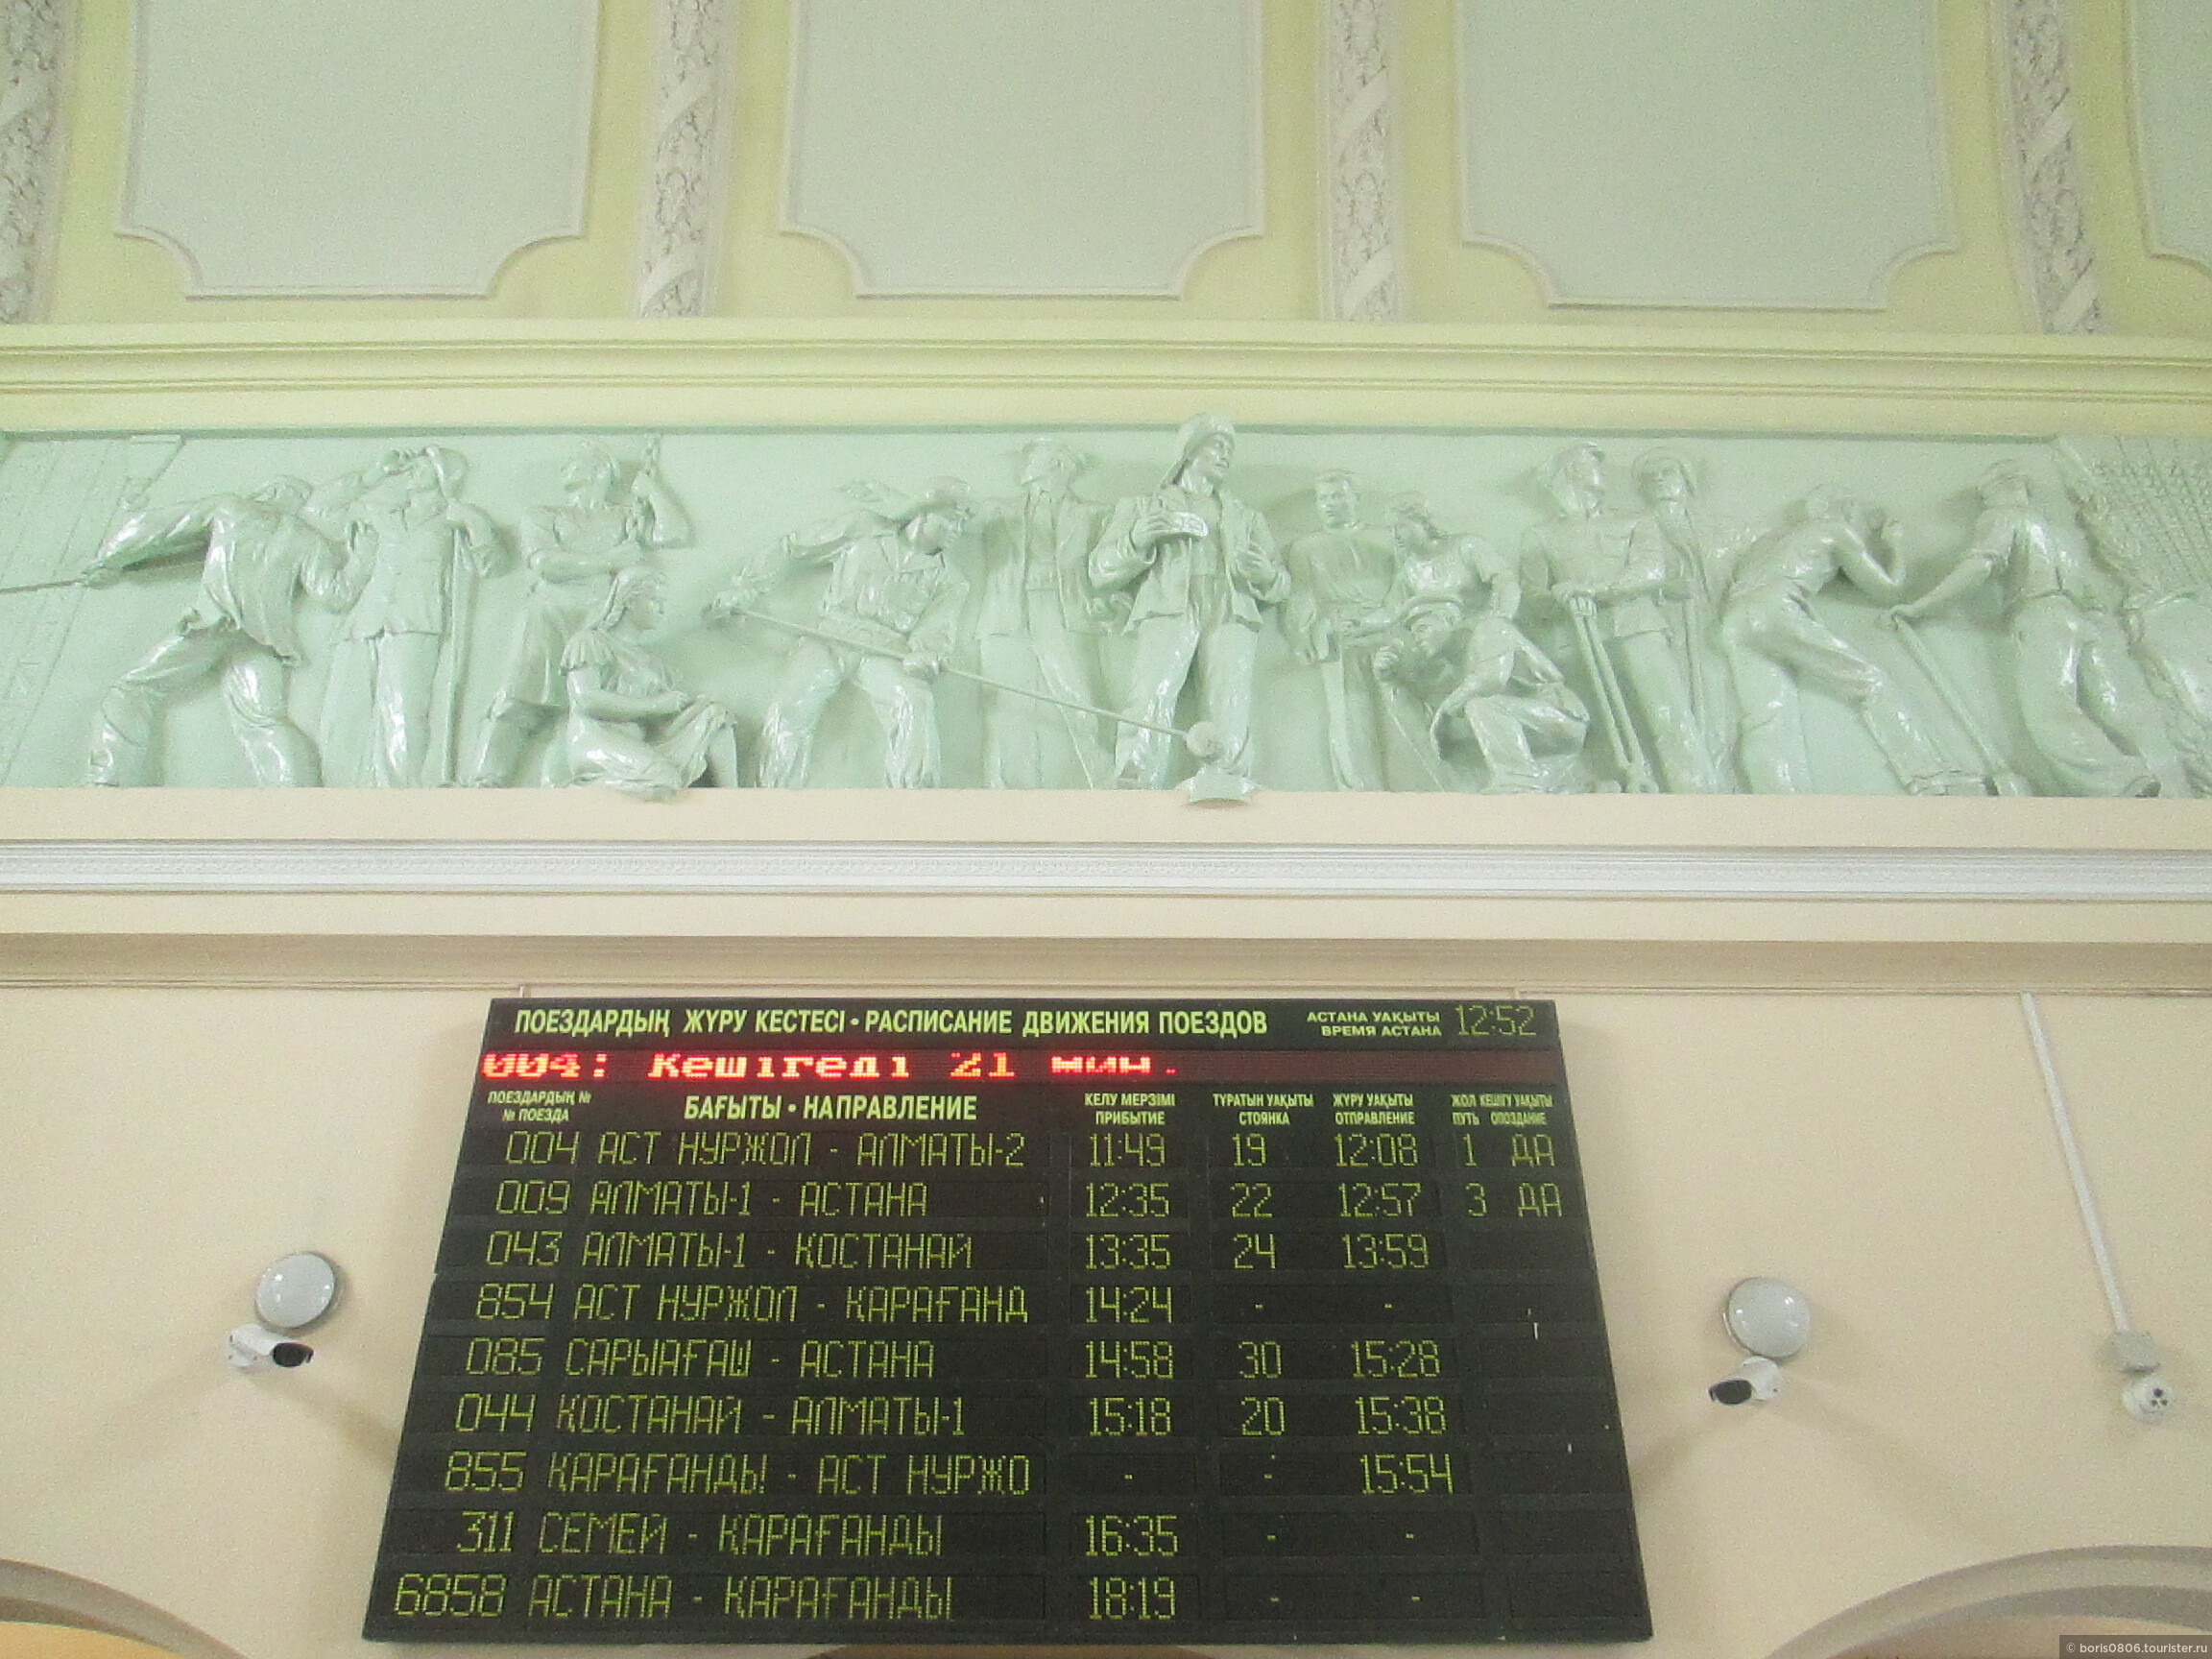 ПОЕЗДАРДЫҢ ЖҮРУ КЕСТЕСІ • РАСПИСАНИЕ ДВИЖЕНИЯ ПОЕЗДОВ
АСТАНА УАҚЫТЫ
ВРЕМЯ АСТАНА
12:52
004: Кешігеді 21 мин.
ПОЕЗДАРДЫҢ №
№ ПОЕЗДА
БАҒЫТЫ • НАПРАВЛЕНИЕ
КЕЛУ МЕРЗІМІ
ПРИБЫТИЕ
ТҰРАТЫН УАҚЫТЫ
СТОЯНКА
ЖҮРУ УАҚЫТЫ
ОТПРАВЛЕНИЕ
ЖОЛ КЕШІГУ УАҚЫТЫ
ПУТЬ ОПОЗДАНИЕ
004 АСТ НУРЖОЛ - АЛМАТЫ-2 11:49 19 12:08 1 ДА
009 АЛМАТЫ-1 - АСТАНА 12:35 22 12:57 3 ДА
043 АЛМАТЫ-1 - ҚОСТАНАЙ 13:35 24 13:59
854 АСТ НУРЖОЛ - ҚАРАҒАНД 14:24 - -
085 САРЫАҒАШ - АСТАНА 14:58 30 15:28
044 ҚОСТАНАЙ - АЛМАТЫ-1 15:18 20 15:38
855 ҚАРАҒАНДЫ - АСТ НУРЖО - - 15:54
311 СЕМЕЙ - ҚАРАҒАНДЫ 16:35 - -
6858 АСТАНА - ҚАРАҒАНДЫ 18:19 - -
© boris0806.tourister.ru